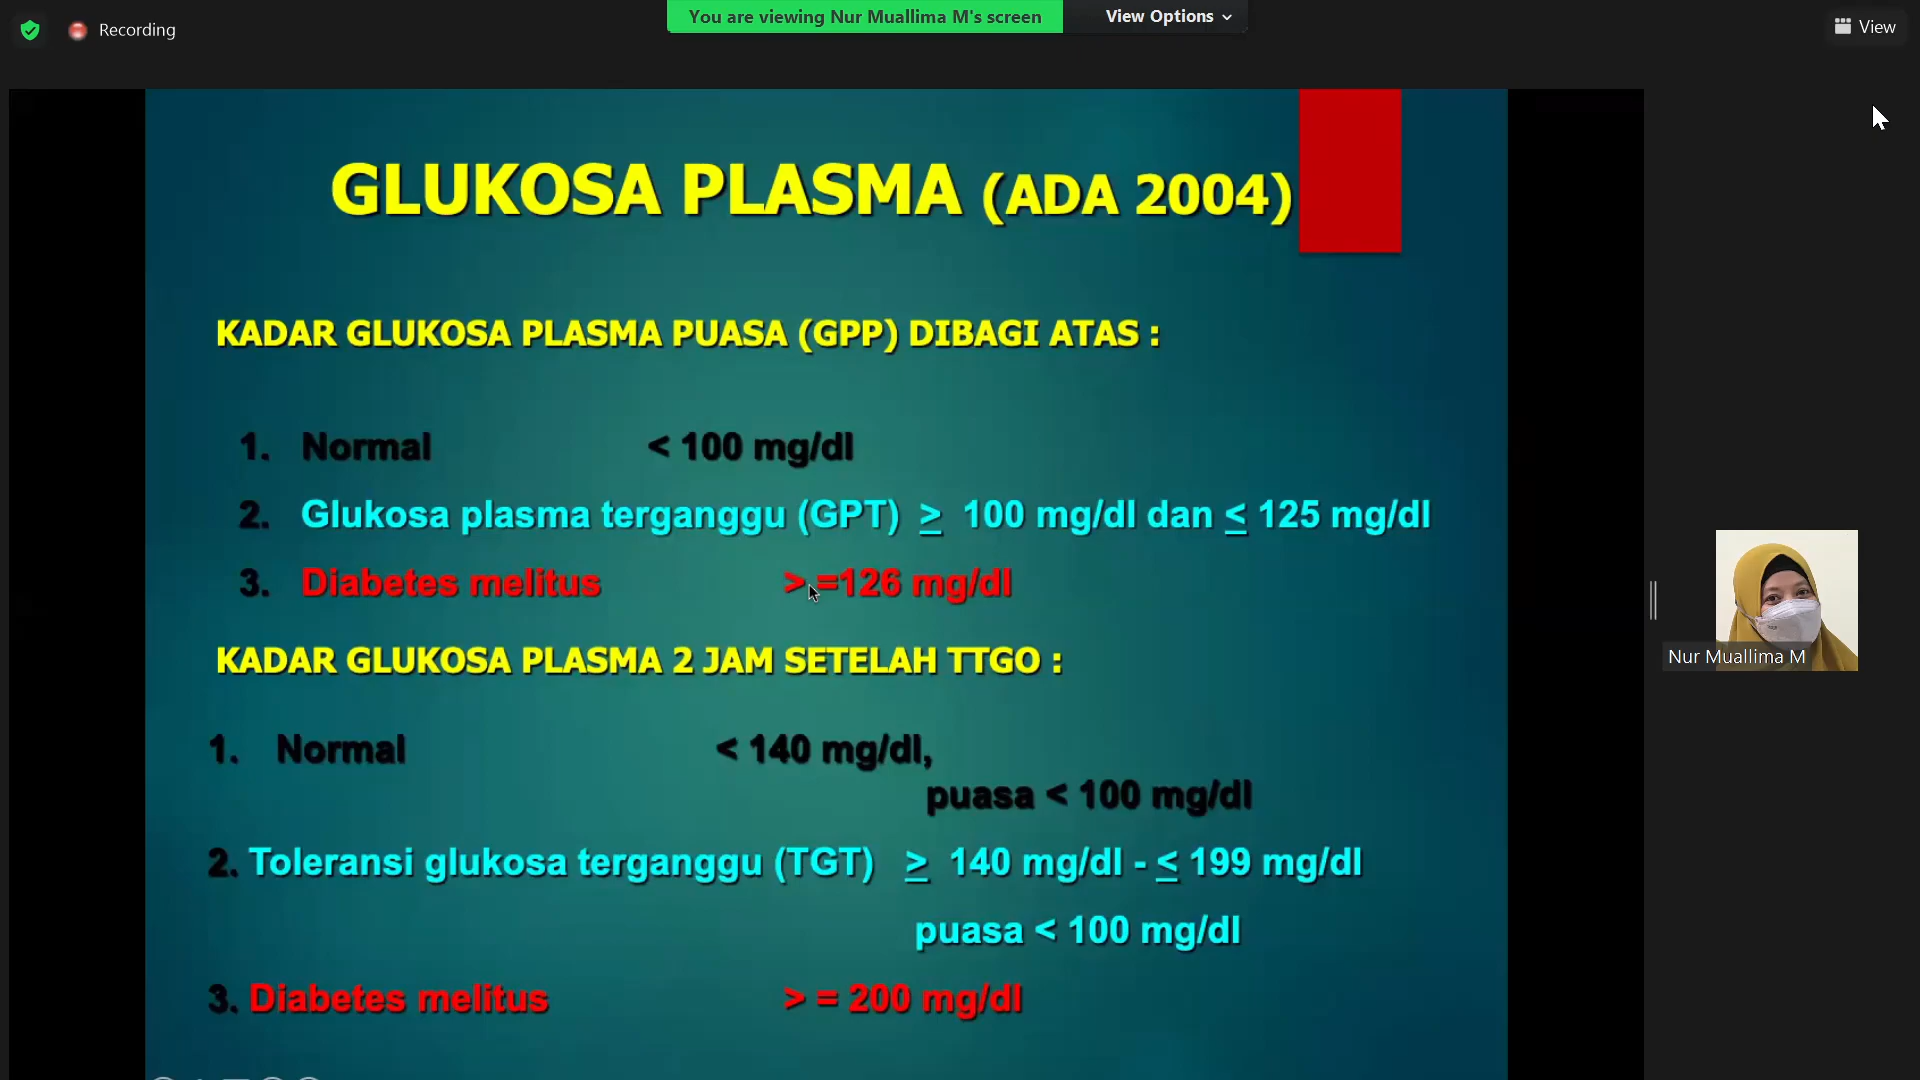 Recording
You are viewing Nur Muallima M's screen
View Options
View
GLUKOSA PLASMA (ADA 2004)
KADAR GLUKOSA PLASMA PUASA (GPP) DIBAGI ATAS :
1. Normal < 100 mg/dl
2. Glukosa plasma terganggu (GPT) ≥ 100 mg/dl dan ≤ 125 mg/dl
3. Diabetes melitus > =126 mg/dl
KADAR GLUKOSA PLASMA 2 JAM SETELAH TTGO :
1. Normal < 140 mg/dl,
puasa < 100 mg/dl
2. Toleransi glukosa terganggu (TGT) ≥ 140 mg/dl - ≤ 199 mg/dl
puasa < 100 mg/dl
3. Diabetes melitus > = 200 mg/dl
Nur Muallima M